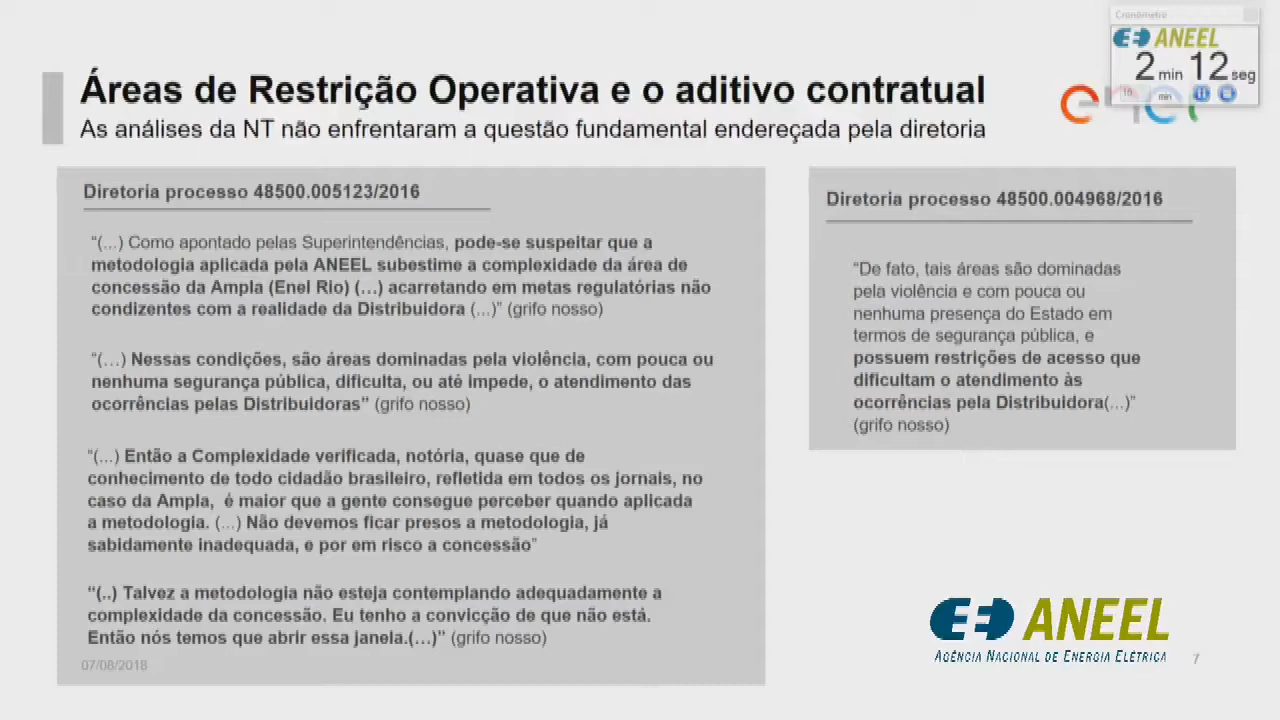 Cronômetro
ANEEL
2 min 12 seg
10 min
Áreas de Restrição Operativa e o aditivo contratual
As análises da NT não enfrentaram a questão fundamental endereçada pela diretoria
enel
Diretoria processo 48500.005123/2016
“(...) Como apontado pelas Superintendências, pode-se suspeitar que a
metodologia aplicada pela ANEEL subestime a complexidade da área de
concessão da Ampla (Enel Rio) (…) acarretando em metas regulatórias não
condizentes com a realidade da Distribuidora (...)” (grifo nosso)
“(…) Nessas condições, são áreas dominadas pela violência, com pouca ou
nenhuma segurança pública, dificulta, ou até impede, o atendimento das
ocorrências pelas Distribuidoras” (grifo nosso)
“(...) Então a Complexidade verificada, notória, quase que de
conhecimento de todo cidadão brasileiro, refletida em todos os jornais, no
caso da Ampla, é maior que a gente consegue perceber quando aplicada
a metodologia. (...) Não devemos ficar presos a metodologia, já
sabidamente inadequada, e por em risco a concessão”
“(..) Talvez a metodologia não esteja contemplando adequadamente a
complexidade da concessão. Eu tenho a convicção de que não está.
Então nós temos que abrir essa janela.(…)” (grifo nosso)
07/08/2018
Diretoria processo 48500.004968/2016
“De fato, tais áreas são dominadas
pela violência e com pouca ou
nenhuma presença do Estado em
termos de segurança pública, e
possuem restrições de acesso que
dificultam o atendimento às
ocorrências pela Distribuidora(...)”
(grifo nosso)
ANEEL
AGÊNCIA NACIONAL DE ENERGIA ELÉTRICA
7